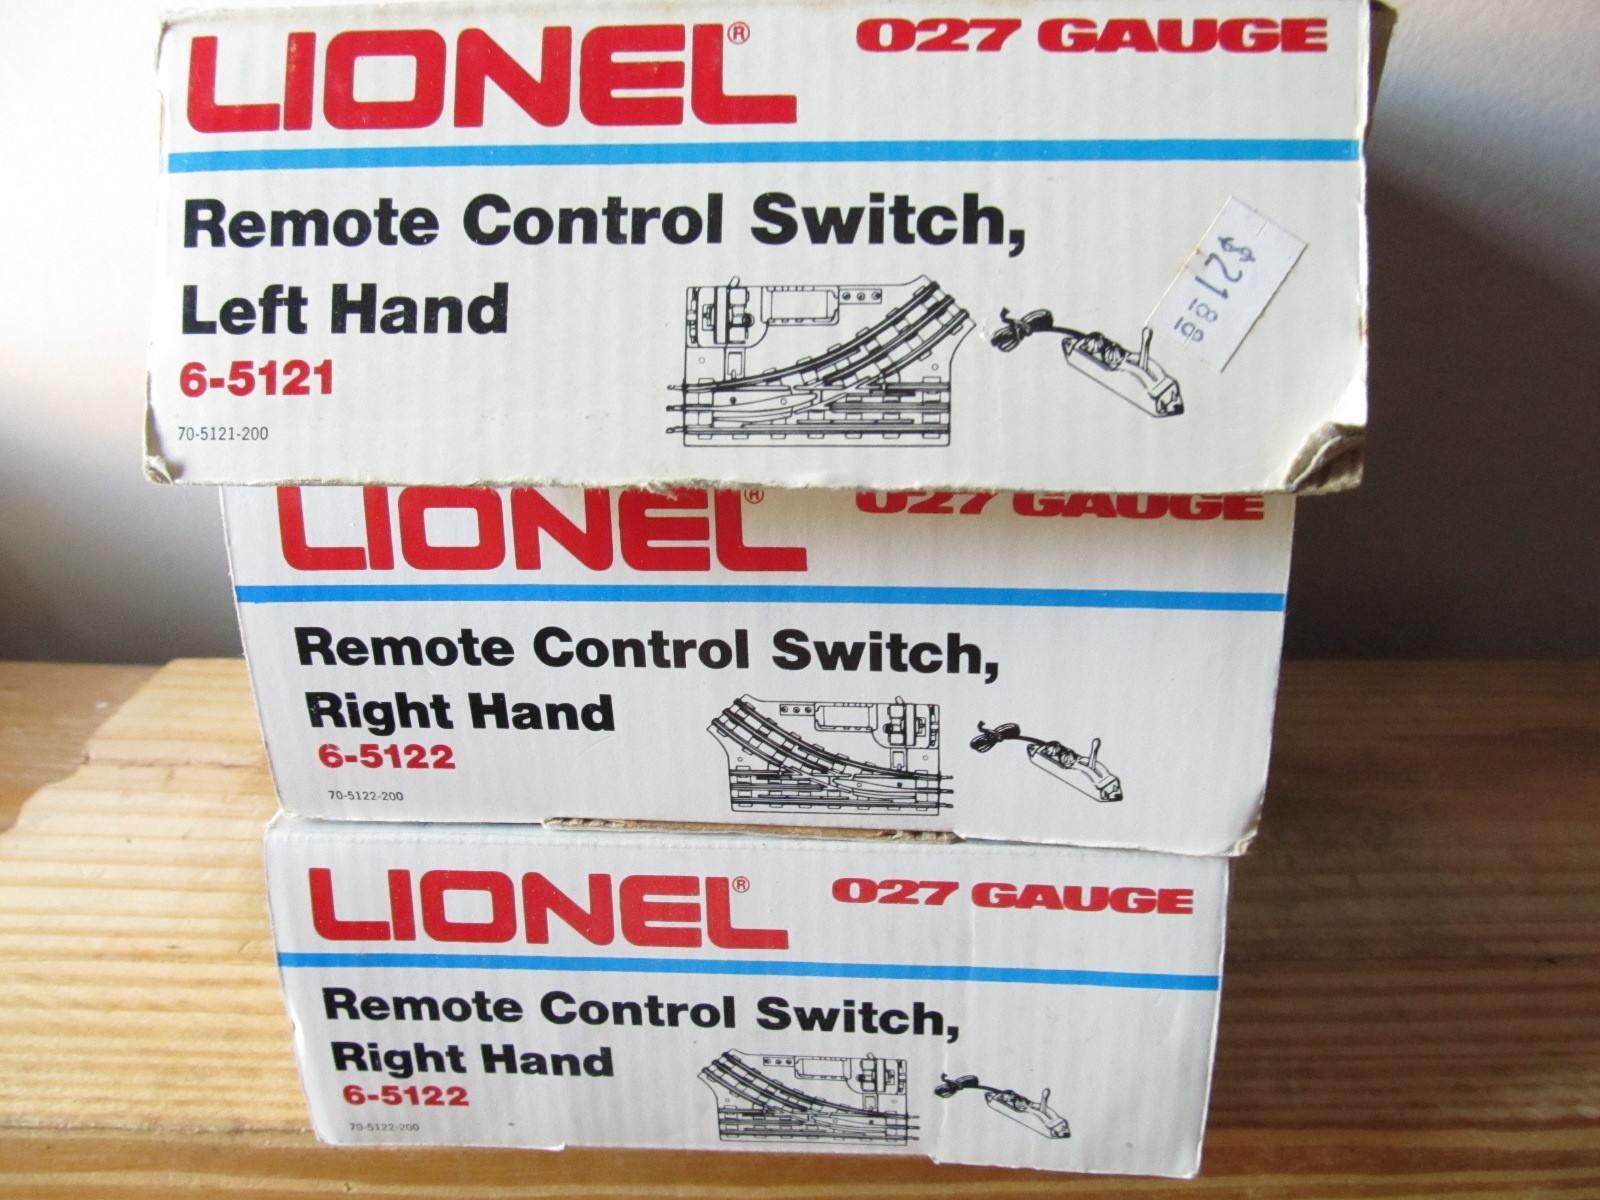 LIONEL® 027 GAUGE
Remote Control Switch,
Left Hand
6-5121
70-5121-200
$21 88
LIONEL® 027 GAUGE
Remote Control Switch,
Right Hand
6-5122
70-5122-200
LIONEL® 027 GAUGE
Remote Control Switch,
Right Hand
6-5122
70-5122-200